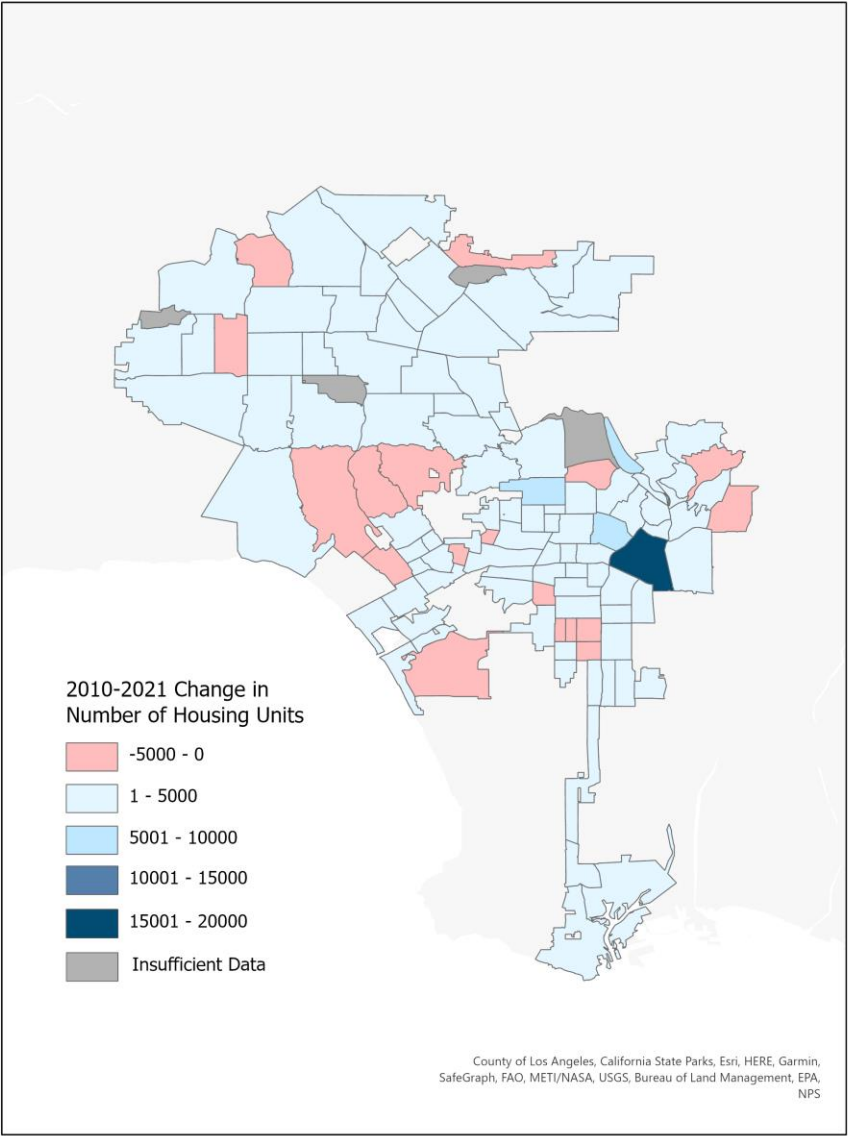 2010-2021 Change in
Number of Housing Units
-5000 - 0
1 - 5000
5001 - 10000
10001 - 15000
15001 - 20000
Insufficient Data
County of Los Angeles, California State Parks, Esri, HERE, Garmin,
SafeGraph, FAO, METI/NASA, USGS, Bureau of Land Management, EPA,
NPS